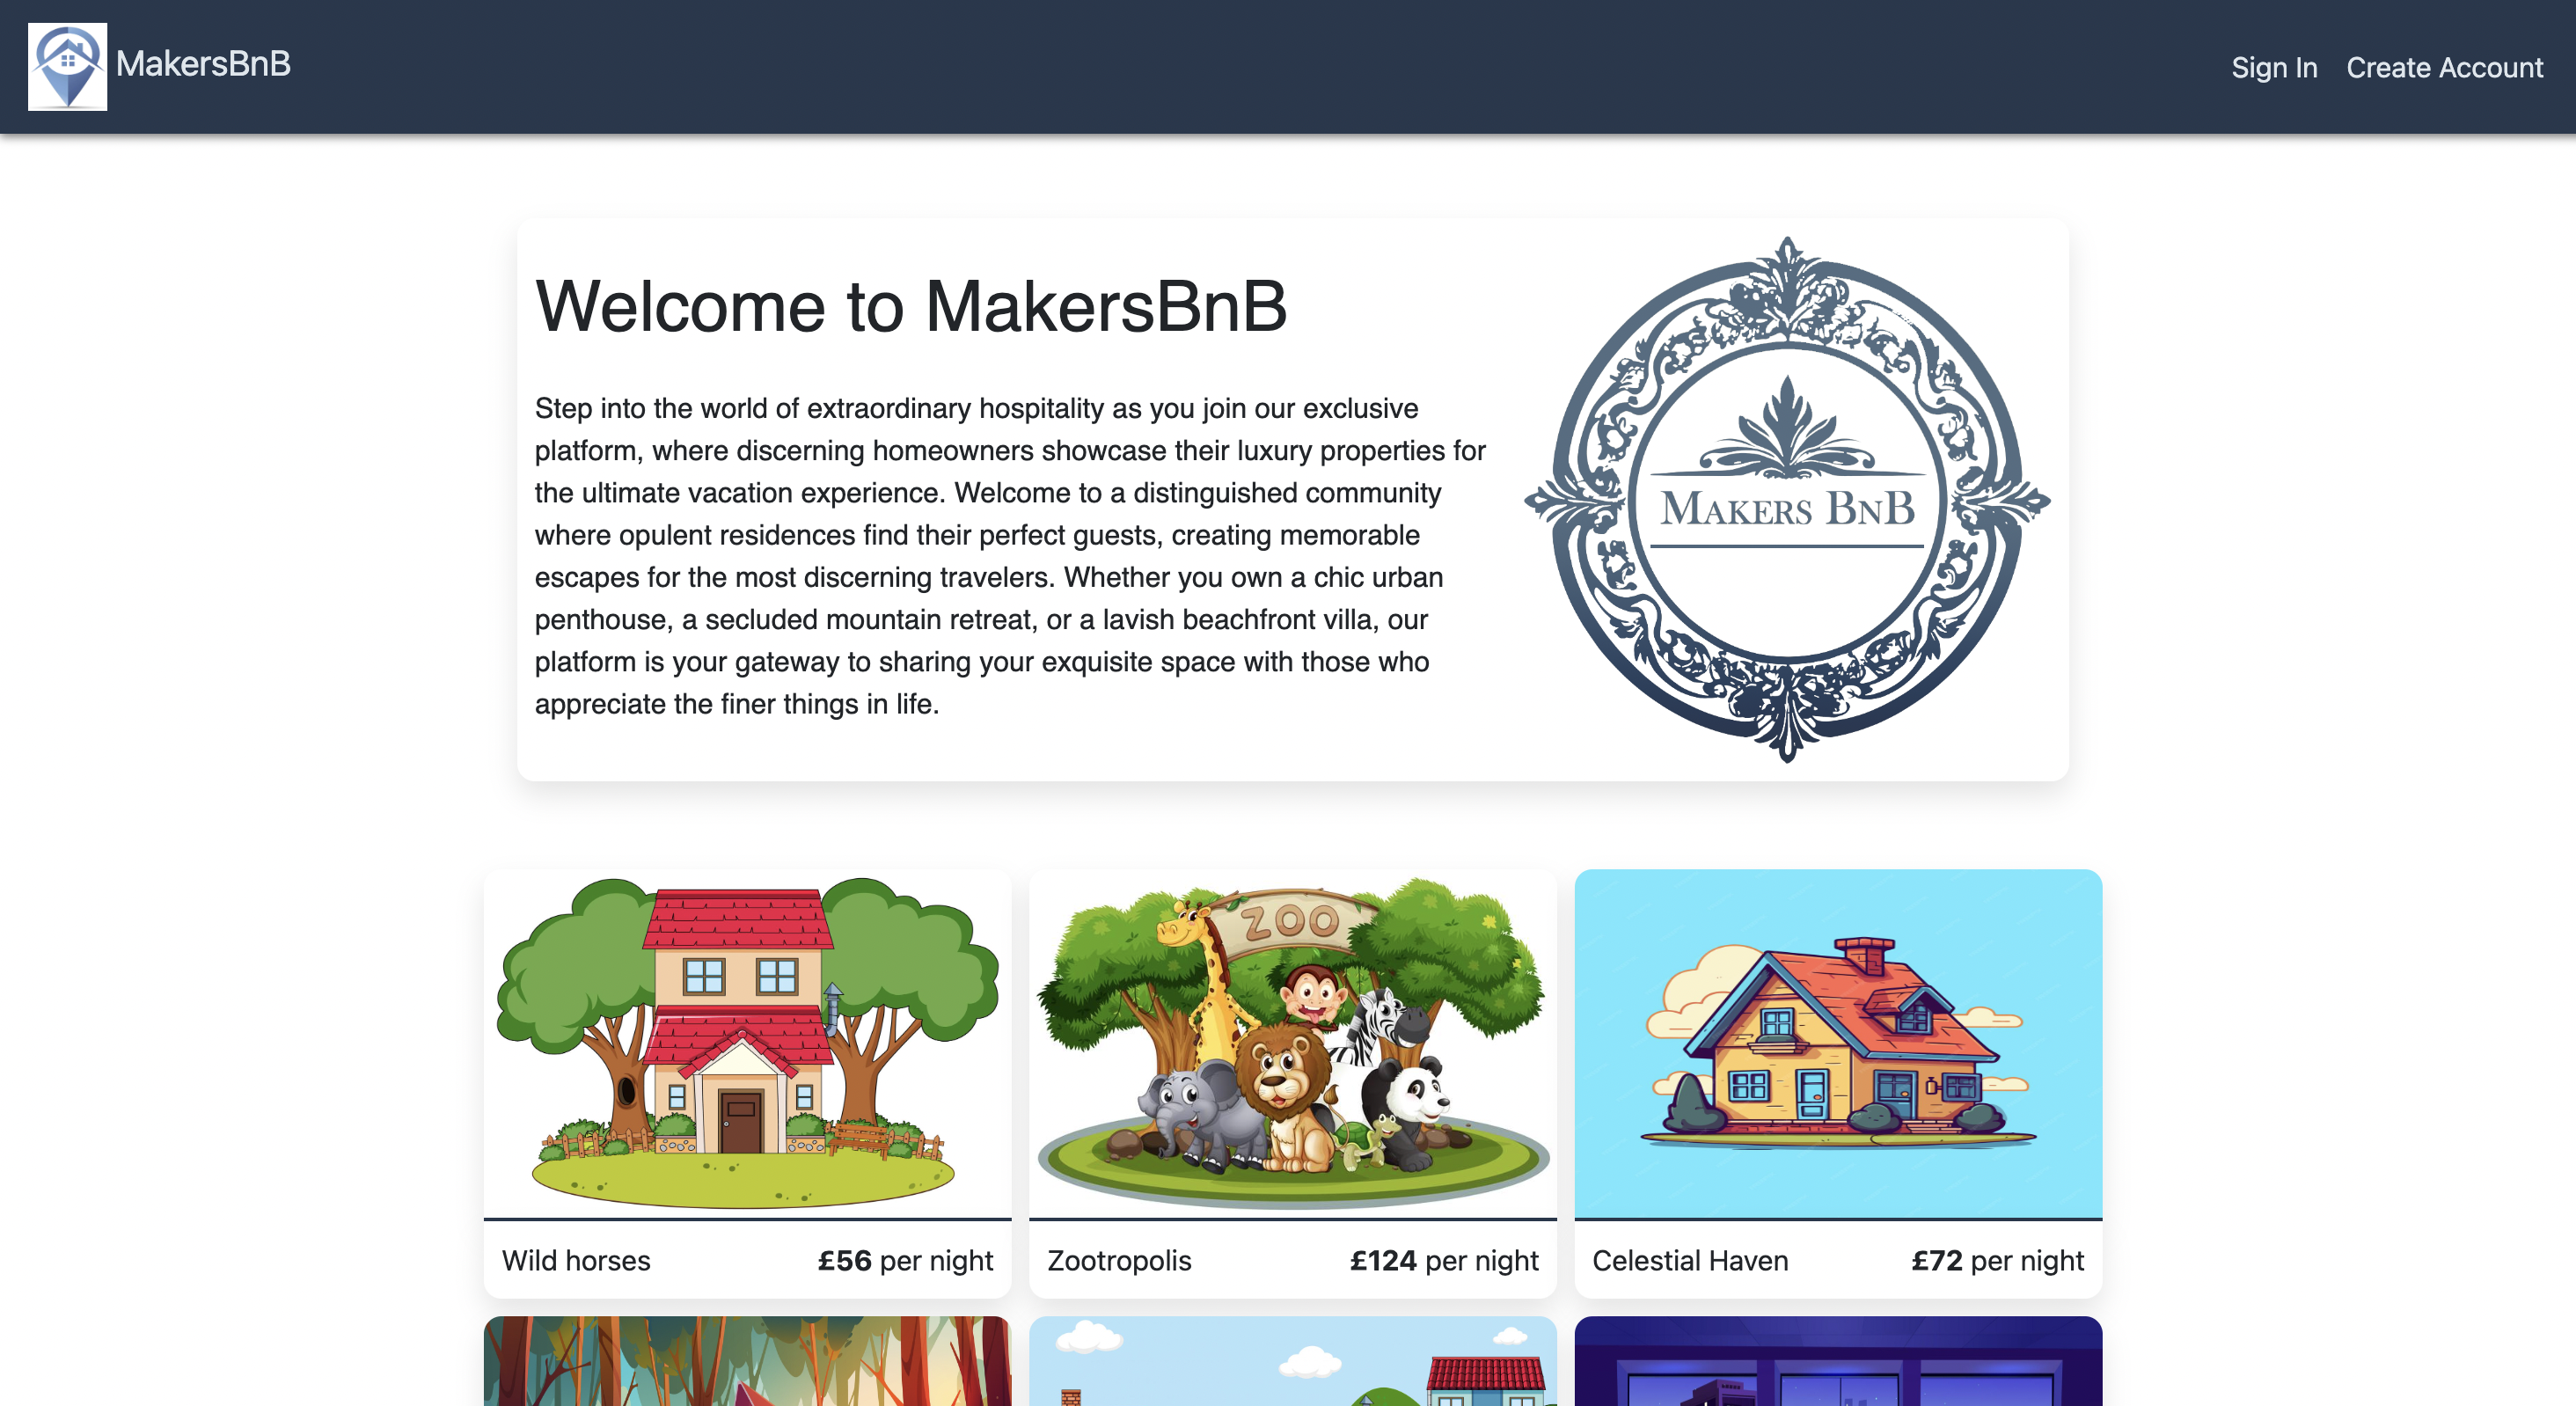 MakersBnB
Sign In
Create Account
Welcome to MakersBnB
Step into the world of extraordinary hospitality as you join our exclusive
platform, where discerning homeowners showcase their luxury properties for
the ultimate vacation experience. Welcome to a distinguished community
where opulent residences find their perfect guests, creating memorable
escapes for the most discerning travelers. Whether you own a chic urban
penthouse, a secluded mountain retreat, or a lavish beachfront villa, our
platform is your gateway to sharing your exquisite space with those who
appreciate the finer things in life.
MAKERS BNB
ZOO
Wild horses
£56 per night
Zootropolis
£124 per night
Celestial Haven
£72 per night